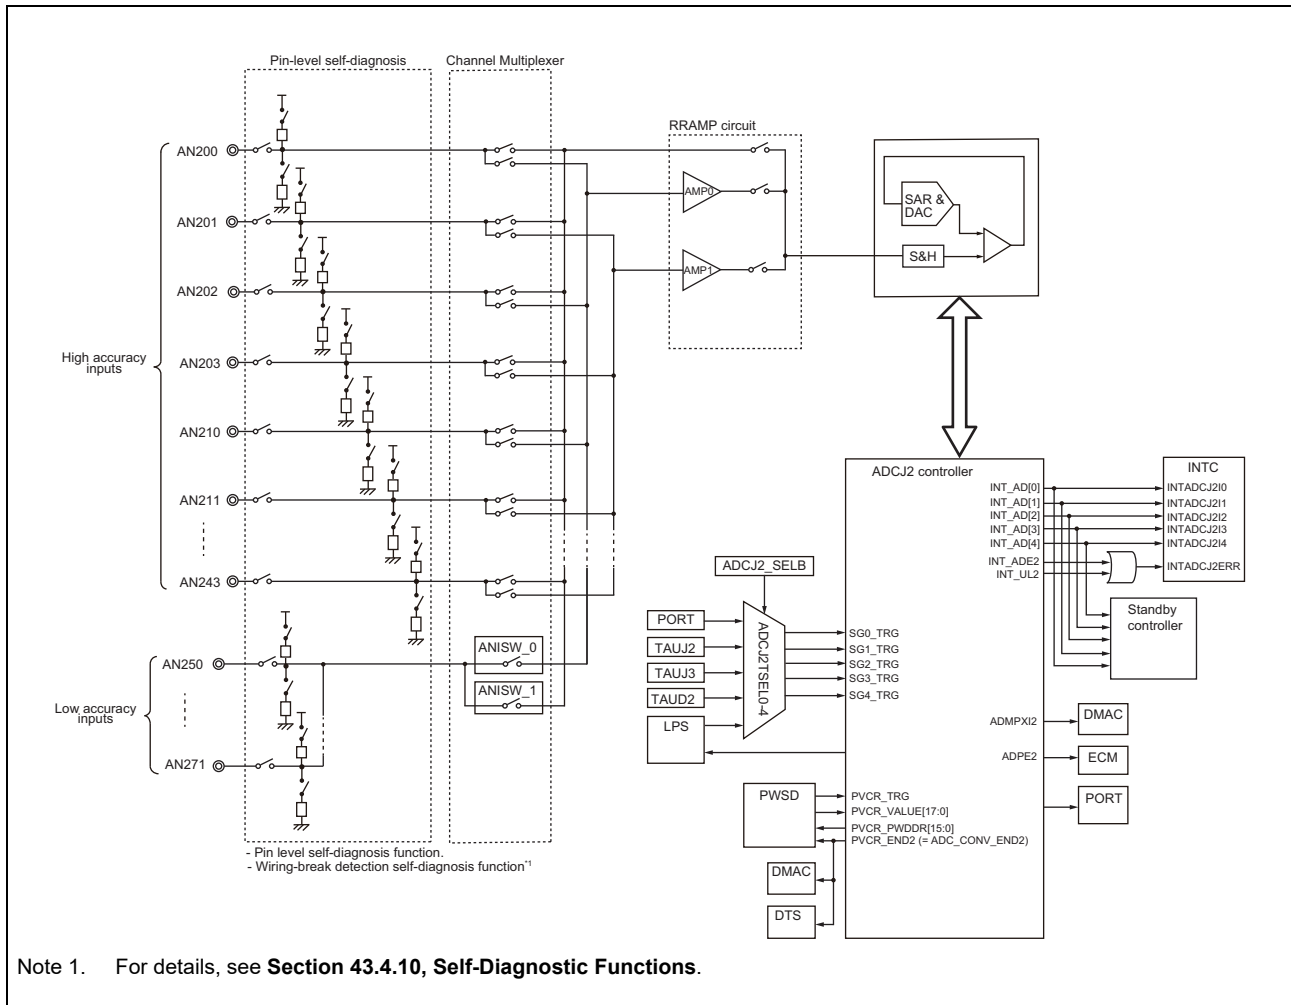 Pin-level self-diagnosis
Channel Multiplexer
RRAMP circuit
AN200
AMP0
SAR &
DAC
AN201
S&H
AMP1
AN202
AN203
High accuracy
inputs
AN210
AN211
AN243
ADCJ2 controller
INTC
INT_AD[0]
INTADCJ2I0
INT_AD[1]
INTADCJ2I1
INT_AD[2]
INTADCJ2I2
INT_AD[3]
INTADCJ2I3
INT_AD[4]
INTADCJ2I4
INT_ADE2
INTADCJ2ERR
INT_UL2
ADCJ2_SELB
Standby
controller
PORT
TAUJ2
TAUJ3
TAUD2
LPS
ADCJ2TSEL0-4
SG0_TRG
SG1_TRG
SG2_TRG
SG3_TRG
SG4_TRG
AN250
ANISW_0
ANISW_1
Low accuracy
inputs
AN271
ADMPXI2
DMAC
ADPE2
ECM
PORT
PWSD
PVCR_TRG
PVCR_VALUE[17:0]
PVCR_PWDDR[15:0]
PVCR_END2 (= ADC_CONV_END2)
DMAC
DTS
- Pin level self-diagnosis function.
- Wiring-break detection self-diagnosis function*1
Note 1. For details, see Section 43.4.10, Self-Diagnostic Functions.